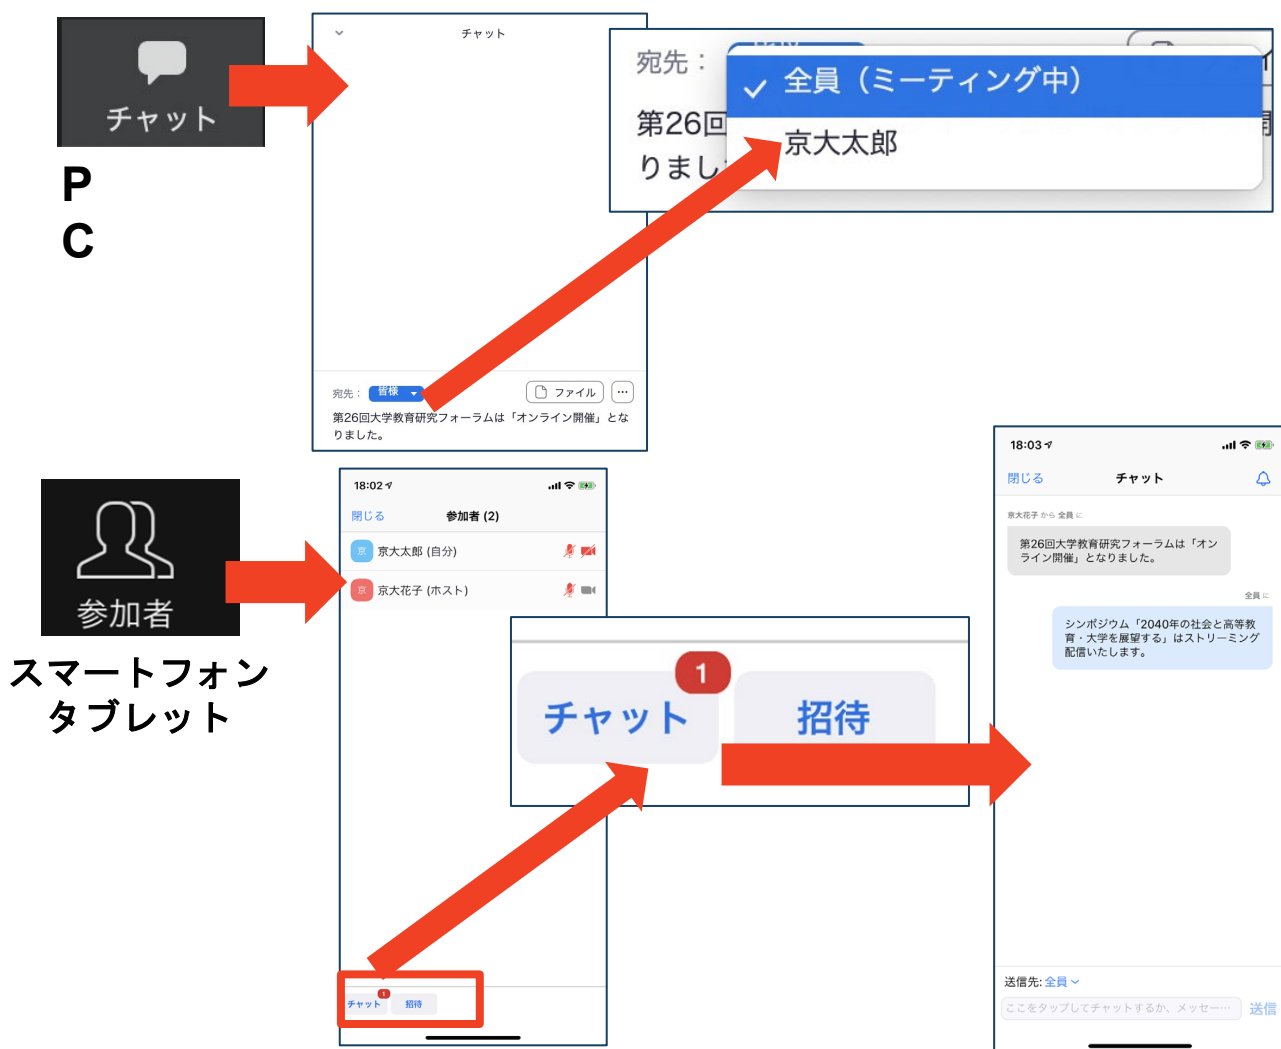 チャット
P
C
チャット
宛先：
皆様
ファイル
第26回大学教育研究フォーラムは「オンライン開催」とな
りました。
宛先：
全員（ミーティング中）
京大太郎
第26回
りまし
参加者
スマートフォン
タブレット
18:02
閉じる
参加者 (2)
京
京大太郎 (自分)
京
京大花子 (ホスト)
チャット
1
招待
1
チャット
招待
18:03
閉じる
チャット
京大花子 から 全員 に
第26回大学教育研究フォーラムは「オン
ライン開催」となりました。
全員 に
シンポジウム「2040年の社会と高等教
育・大学を展望する」はストリーミング
配信いたします。
送信先: 全員
ここをタップしてチャットするか、メッセー……
送信